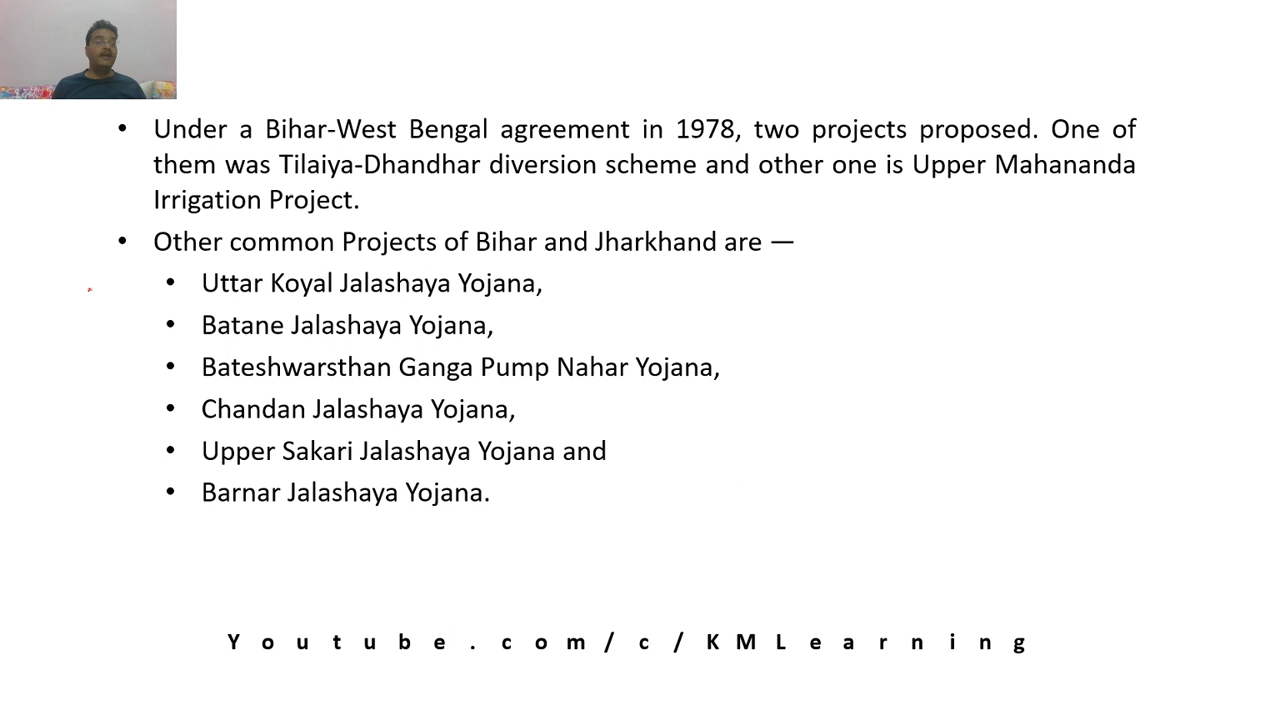 • Under a Bihar-West Bengal agreement in 1978, two projects proposed. One of
them was Tilaiya-Dhandhar diversion scheme and other one is Upper Mahananda
Irrigation Project.
• Other common Projects of Bihar and Jharkhand are —
• Uttar Koyal Jalashaya Yojana,
• Batane Jalashaya Yojana,
• Bateshwarsthan Ganga Pump Nahar Yojana,
• Chandan Jalashaya Yojana,
• Upper Sakari Jalashaya Yojana and
• Barnar Jalashaya Yojana.
Youtube.com/c/KMLearning